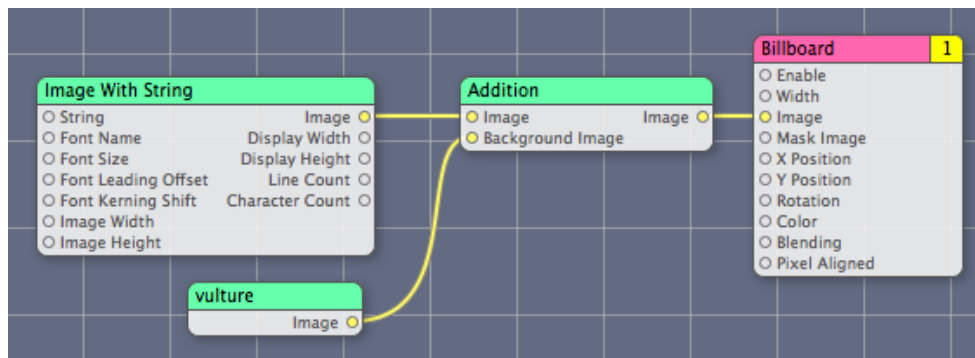 Image With String
String
Image
Font Name
Display Width
Font Size
Display Height
Font Leading Offset
Line Count
Font Kerning Shift
Character Count
Image Width
Image Height
vulture
Image
Addition
Image
Image
Background Image
Billboard
1
Enable
Width
Image
Mask Image
X Position
Y Position
Rotation
Color
Blending
Pixel Aligned